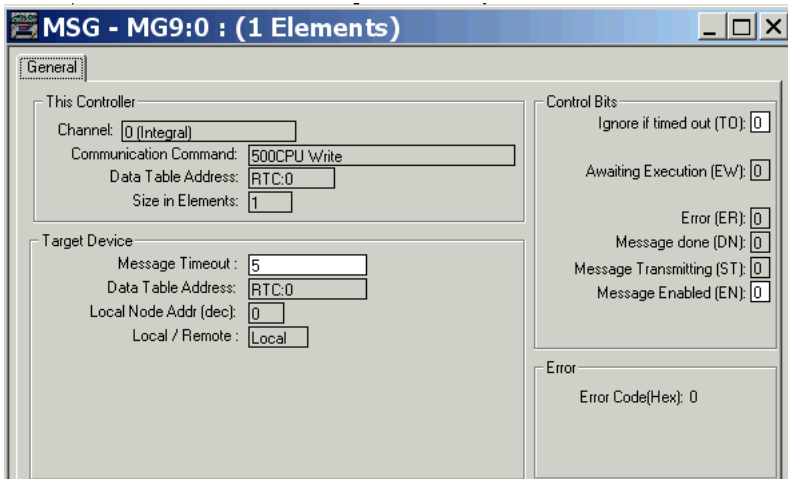 MSG - MG9:0 : (1 Elements)
General
This Controller
Channel: 0 (Integral)
Communication Command: 500CPU Write
Data Table Address: RTC:0
Size in Elements: 1
Target Device
Message Timeout : 5
Data Table Address: RTC:0
Local Node Addr (dec): 0
Local / Remote : Local
Control Bits
Ignore if timed out (TO): 0
Awaiting Execution (EW): 0
Error (ER): 0
Message done (DN): 0
Message Transmitting (ST): 0
Message Enabled (EN): 0
Error
Error Code(Hex): 0